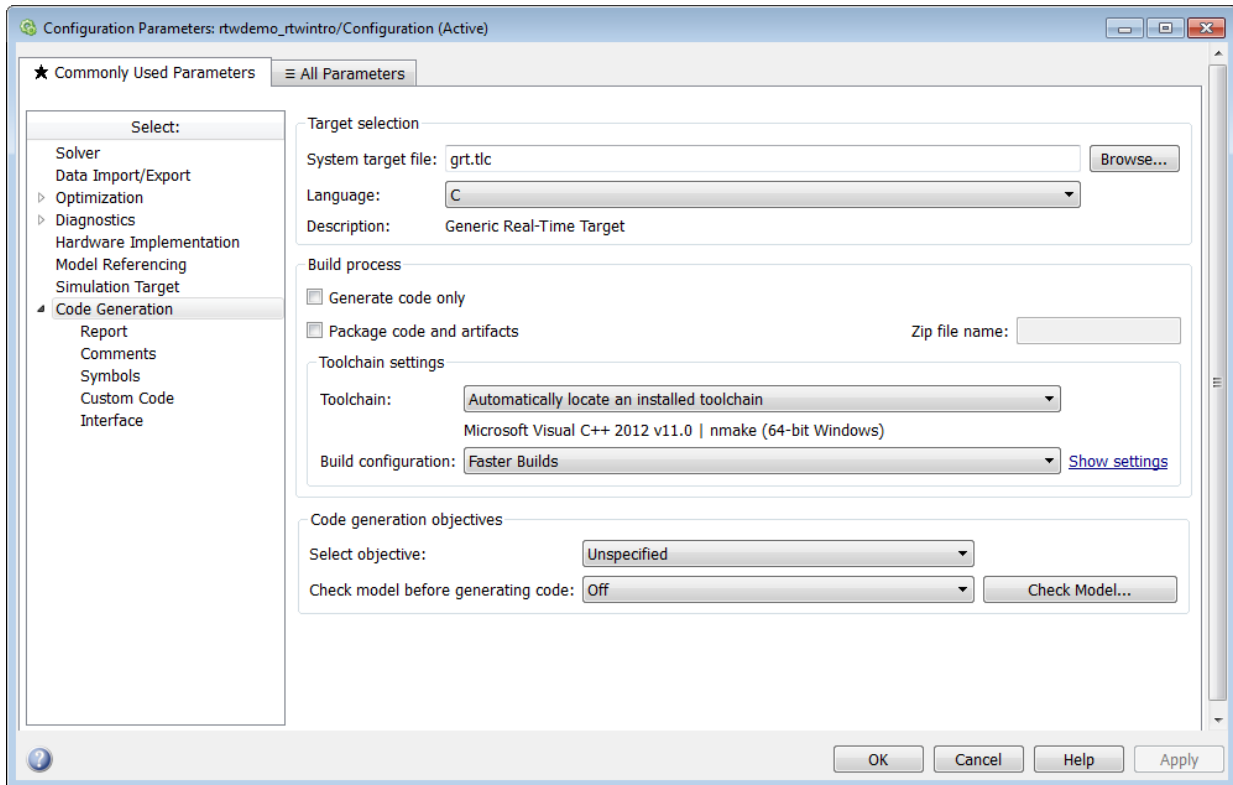 Configuration Parameters: rtwdemo_rtwintro/Configuration (Active)
★ Commonly Used Parameters
≡ All Parameters
Select:
Solver
Data Import/Export
Optimization
Diagnostics
Hardware Implementation
Model Referencing
Simulation Target
Code Generation
Report
Comments
Symbols
Custom Code
Interface
Target selection
System target file: grt.tlc Browse...
Language: C
Description: Generic Real-Time Target
Build process
Generate code only
Package code and artifacts Zip file name:
Toolchain settings
Toolchain: Automatically locate an installed toolchain
Microsoft Visual C++ 2012 v11.0 | nmake (64-bit Windows)
Build configuration: Faster Builds Show settings
Code generation objectives
Select objective: Unspecified
Check model before generating code: Off Check Model...
? OK Cancel Help Apply